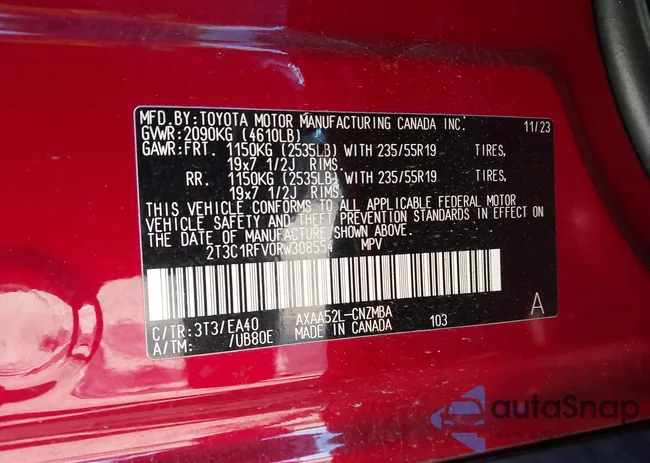 MFD.BY:TOYOTA MOTOR MANUFACTURING CANADA INC. 11/23
GVWR:2090KG (4610LB)
GAWR:FRT. 1150KG (2535LB) WITH 235/55R19 TIRES,
19x7 1/2J RIMS.
RR. 1150KG (2535LB) WITH 235/55R19 TIRES,
19x7 1/2J RIMS.
THIS VEHICLE CONFORMS TO ALL APPLICABLE FEDERAL MOTOR
VEHICLE SAFETY AND THEFT PREVENTION STANDARDS IN EFFECT ON
THE DATE OF MANUFACTURE SHOWN ABOVE.
2T3C1RFV0RW308554 MPV
C/TR:3T3/EA40 AXAA52L-CNZMBA A
A/TM: /UB80E MADE IN CANADA 103
autaSnap